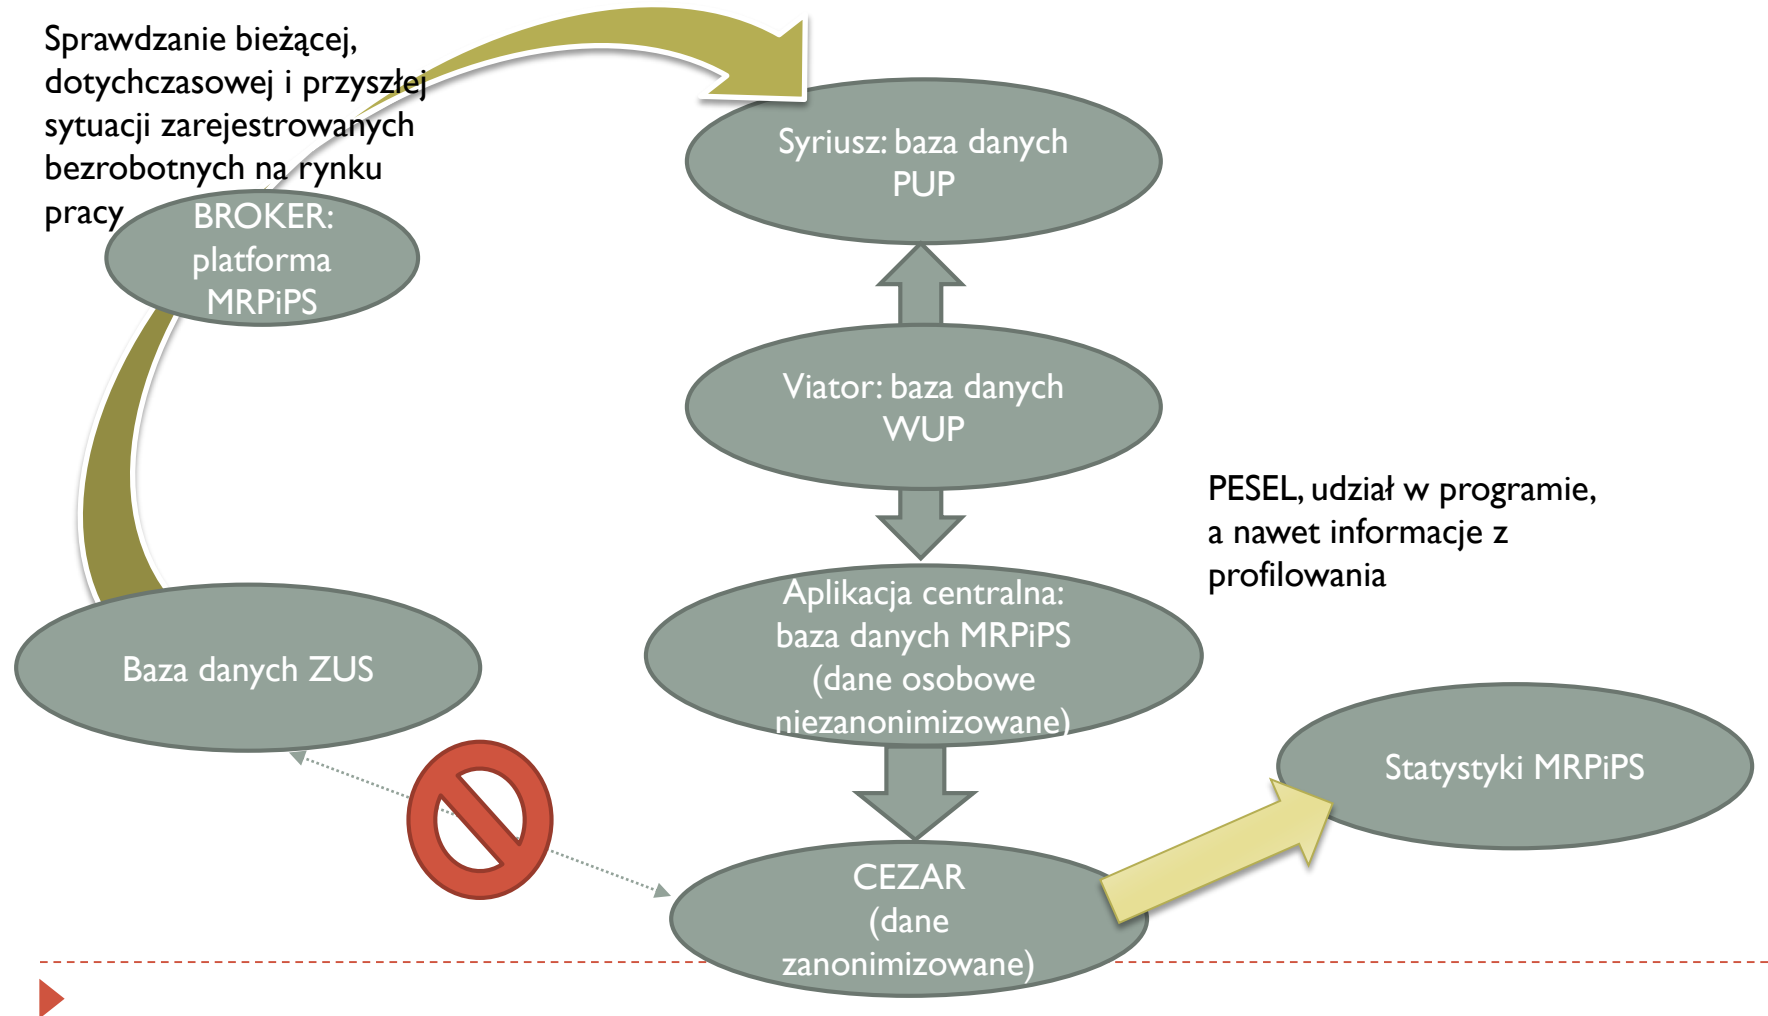 Sprawdzanie bieżącej,
dotychczasowej i przyszłej
sytuacji zarejestrowanych
bezrobotnych na rynku
pracy
BROKER:
platforma
MRPiPS
Syriusz: baza danych
PUP
Viator: baza danych
WUP
PESEL, udział w programie,
a nawet informacje z
profilowania
Aplikacja centralna:
baza danych MRPiPS
(dane osobowe
niezanonimizowane)
Baza danych ZUS
Statystyki MRPiPS
CEZAR
(dane
zanonimizowane)